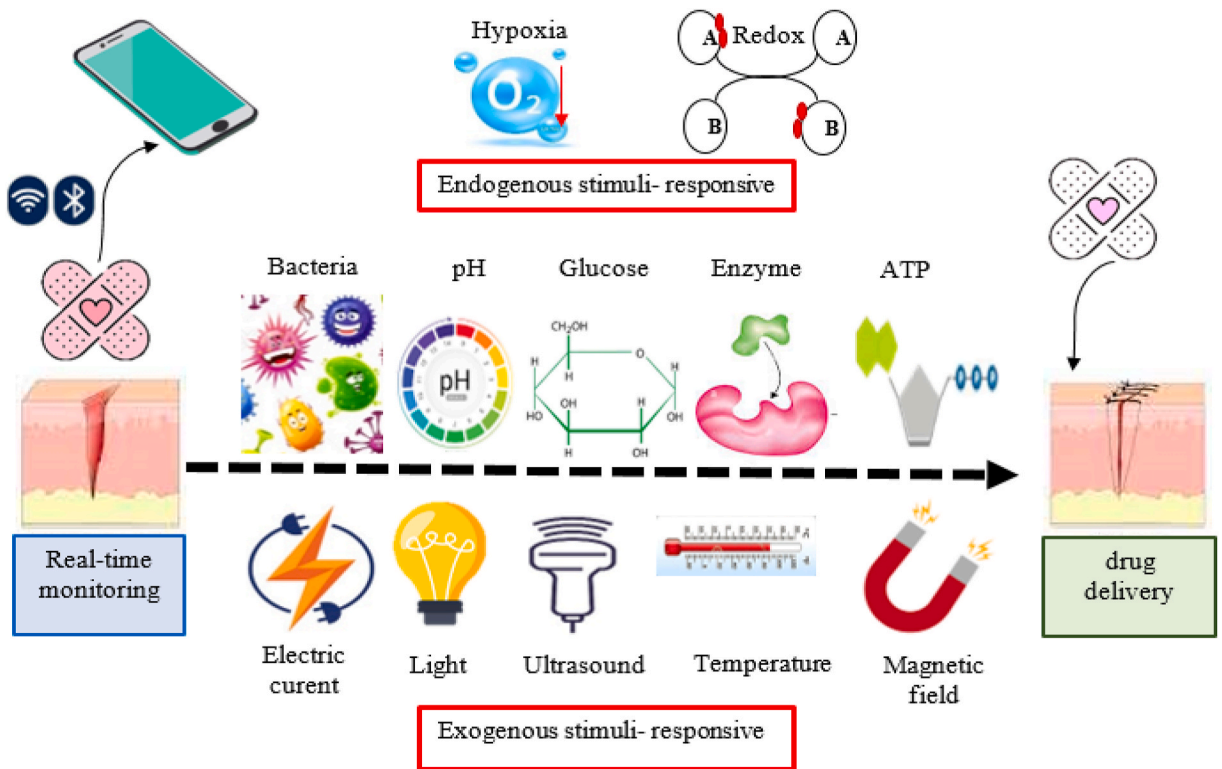 Hypoxia
O2
A
Redox
A
B
B
Endogenous stimuli- responsive
Bacteria
pH
Glucose
Enzyme
ATP
CH2OH
O
H
H
H
HO
OH
H
OH
H
H
OH
pH
Real-time
monitoring
drug
delivery
Electric
curent
Light
Ultrasound
Temperature
Magnetic
field
Exogenous stimuli- responsive